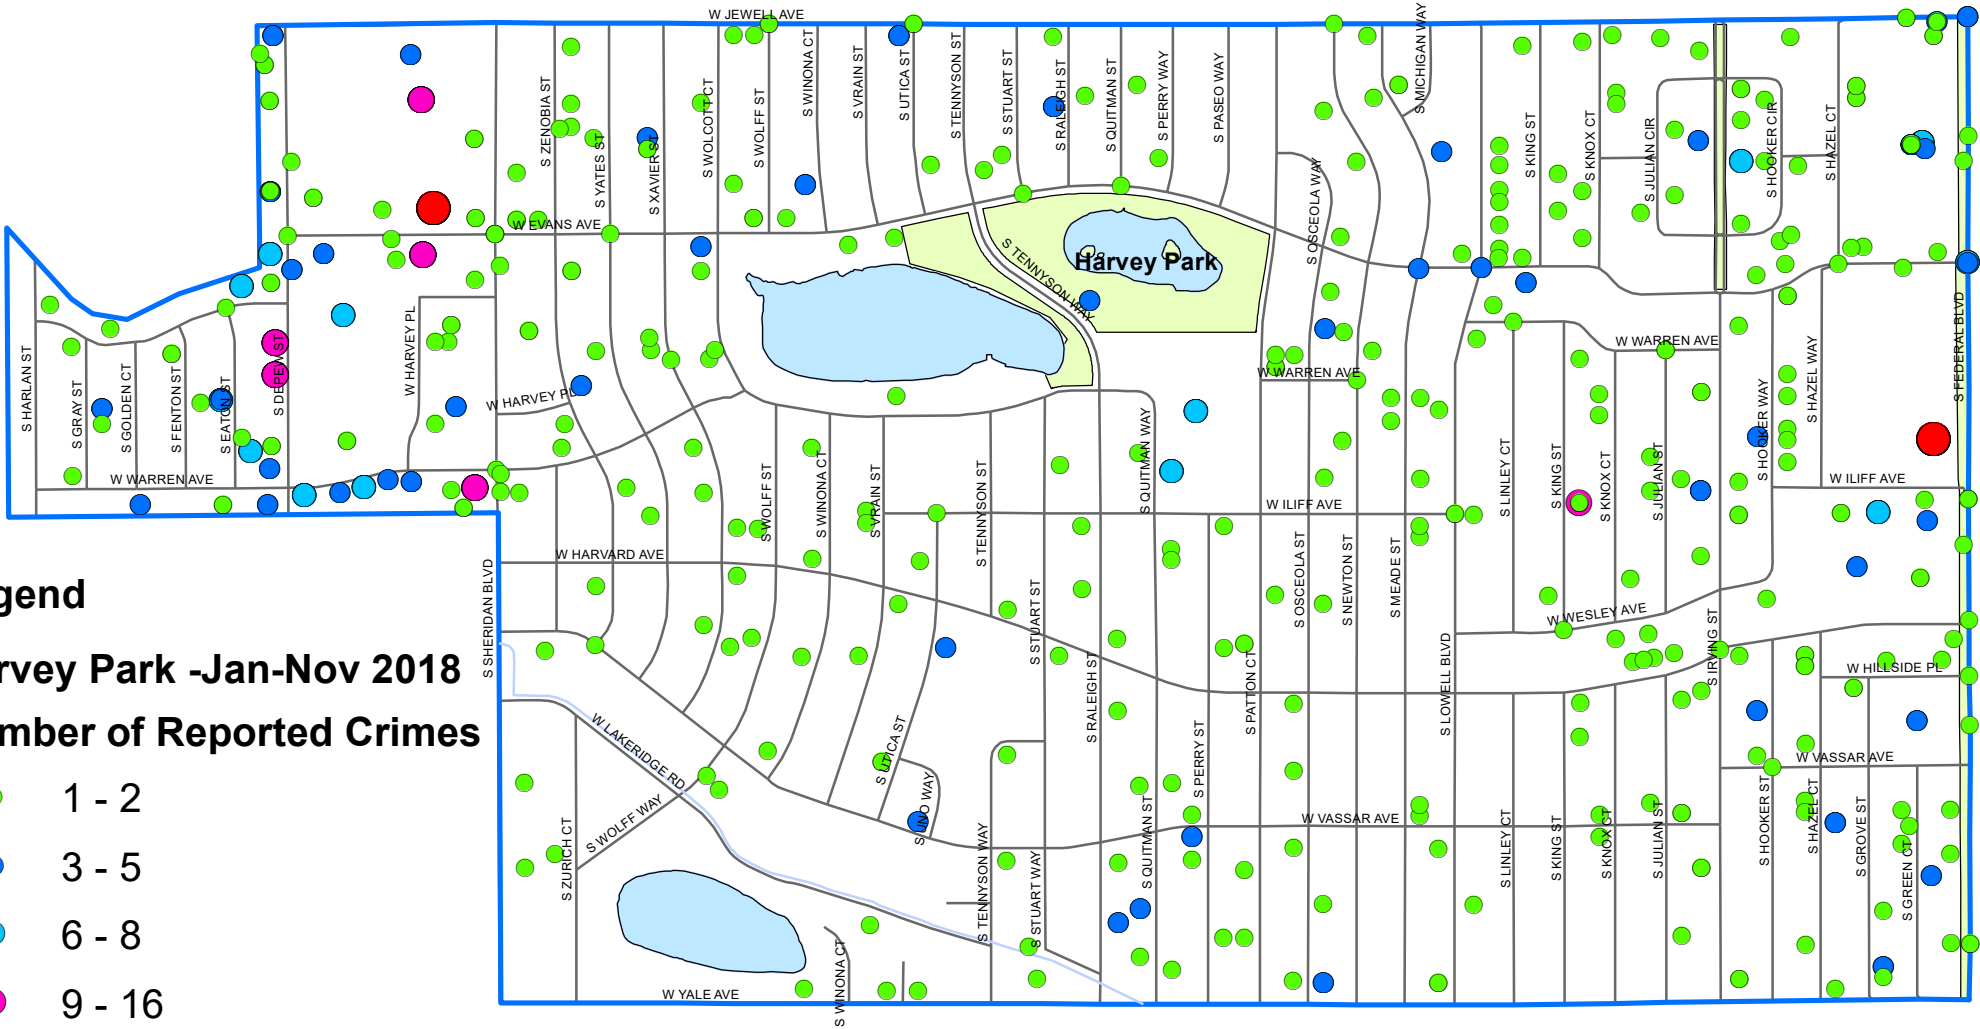 W JEWELL AVE
S MICHIGAN WAY
S ZENOBIA ST
S YATES ST
S XAVIER ST
S WOLCOTT CT
S WOLFF ST
S WINONA CT
S VRAIN ST
S UTICA ST
S TENNYSON ST
S STUART ST
S RALEIGH ST
S QUITMAN ST
S PERRY WAY
S PASEO WAY
S OSCEOLA WAY
S KING ST
S KNOX CT
S JULIAN CIR
S HOOKER CIR
S HAZEL CT
W EVANS AVE
S TENNYSON WAY
Harvey Park
S FEDERAL BLVD
S HARLAN ST
S GRAY ST
S GOLDEN CT
S FENTON ST
S EATON ST
S DEPEW ST
W HARVEY PL
W HARVEY PL
W WARREN AVE
W WARREN AVE
W WARREN AVE
S HOOKER WAY
S HAZEL WAY
S WOLFF ST
S WINONA CT
S VRAIN ST
S TENNYSON ST
S QUITMAN WAY
S LINLEY CT
S KING ST
S KNOX CT
S JULIAN ST
W ILIFF AVE
W ILIFF AVE
W HARVARD AVE
S SHERIDAN BLVD
S STUART ST
S RALEIGH ST
S PATTON CT
S OSCEOLA ST
S NEWTON ST
S MEADE ST
S LOWELL BLVD
W WESLEY AVE
S IRVING ST
W HILLSIDE PL
gend
rvey Park -Jan-Nov 2018
mber of Reported Crimes
1 - 2
3 - 5
6 - 8
9 - 16
W LAKERIDGE RD
S WOLFF WAY
S ZURICH CT
S UTICA ST
S PERRY ST
W VASSAR AVE
W VASSAR AVE
S TENNYSON WAY
S STUART WAY
S QUITMAN ST
S LINLEY CT
S KING ST
S KNOX CT
S JULIAN ST
S HOOKER ST
S HAZEL CT
S GROVE ST
S GREEN CT
S WINONA CT
W YALE AVE